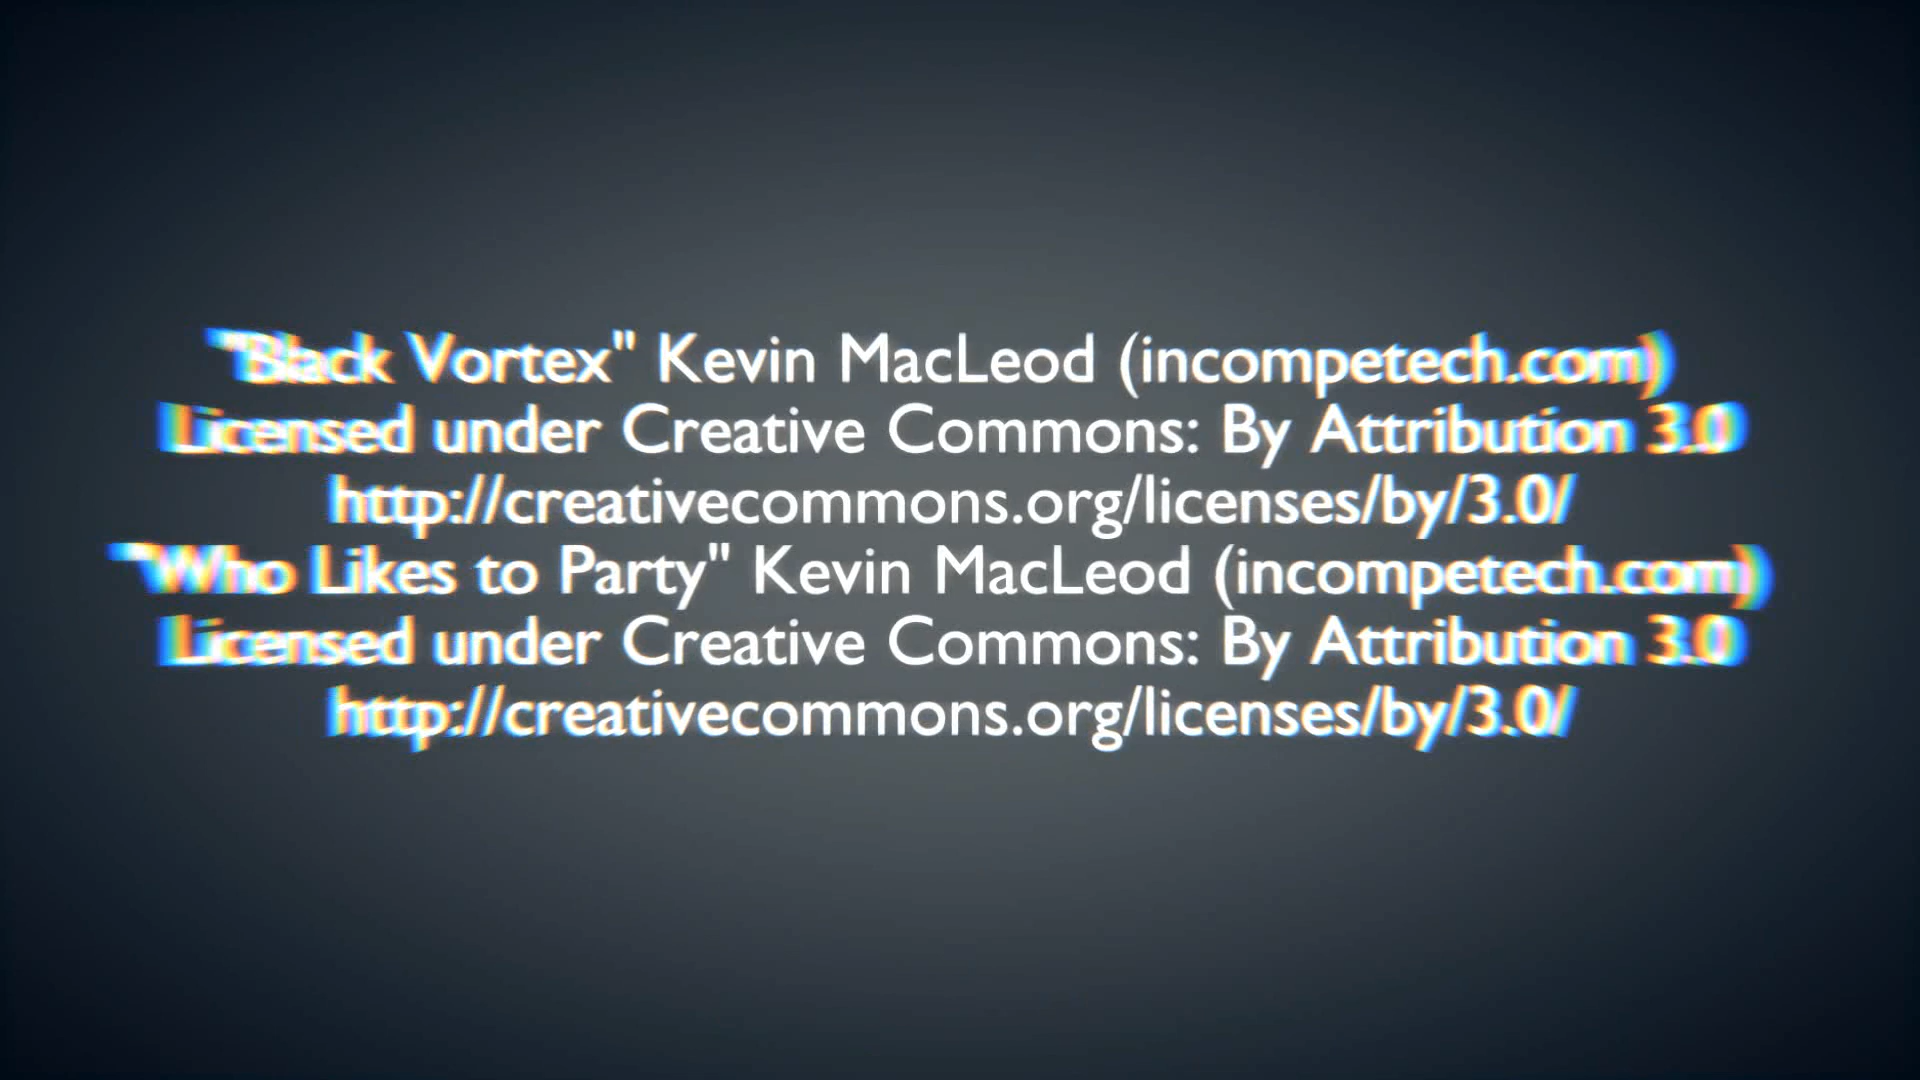 "Black Vortex" Kevin MacLeod (incompetech.com)
Licensed under Creative Commons: By Attribution 3.0
http://creativecommons.org/licenses/by/3.0/
"Who Likes to Party" Kevin MacLeod (incompetech.com)
Licensed under Creative Commons: By Attribution 3.0
http://creativecommons.org/licenses/by/3.0/